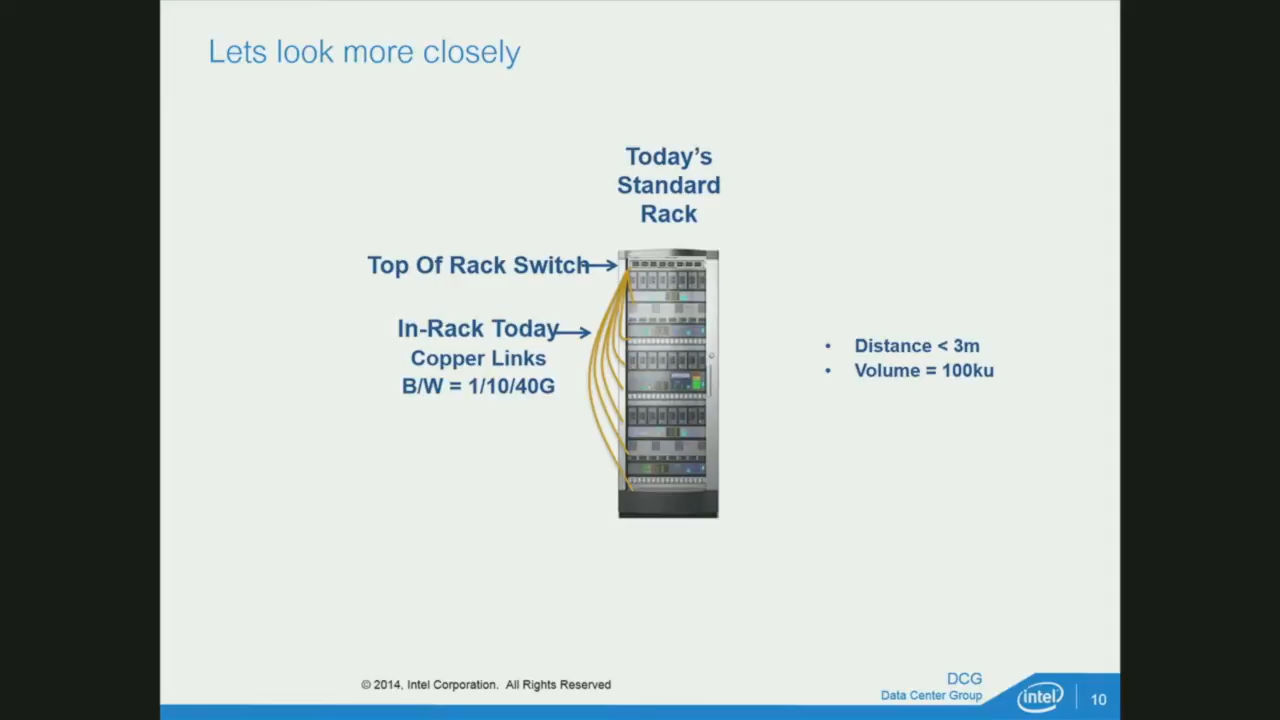 Lets look more closely
Today's
Standard
Rack
Top Of Rack Switch
In-Rack Today
Copper Links
B/W = 1/10/40G
• Distance < 3m
• Volume = 100ku
© 2014, Intel Corporation. All Rights Reserved
DCG
Data Center Group
intel
10